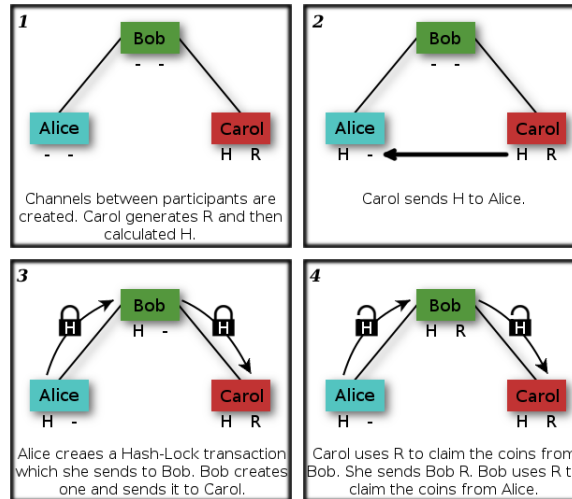 1
Bob
- -
Alice
- -
Carol
H R
Channels between participants are
created. Carol generates R and then
calculated H.
2
Bob
- -
Alice
H -
Carol
H R
Carol sends H to Alice.
3
H
Bob
H -
H
Alice
H -
Carol
H R
Alice creaes a Hash-Lock transaction
which she sends to Bob. Bob creates
one and sends it to Carol.
4
H
Bob
H R
H
Alice
H -
Carol
H R
Carol uses R to claim the coins from
Bob. She sends Bob R. Bob uses R t
claim the coins from Alice.